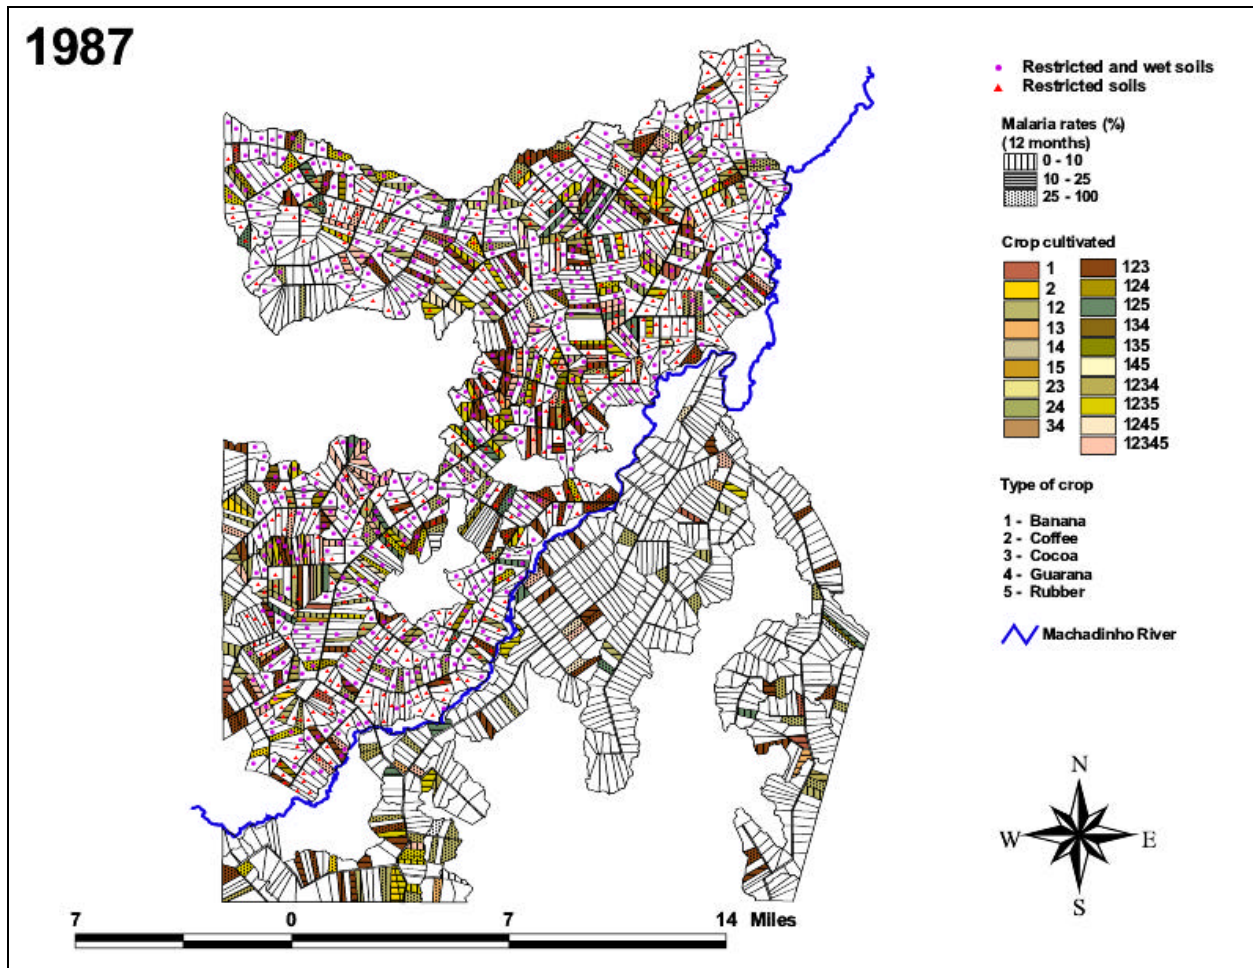 1987
Restricted and wet soils
Restricted soils
Malaria rates (%)
(12 months)
0 - 10
10 - 25
25 - 100
Crop cultivated
1 123
2 124
12 125
13 134
14 135
15 145
23 1234
24 1235
34 1245
12345
Type of crop
1 - Banana
2 - Coffee
3 - Cocoa
4 - Guarana
5 - Rubber
Machadinho River
N
W E
S
7 0 7 14 Miles